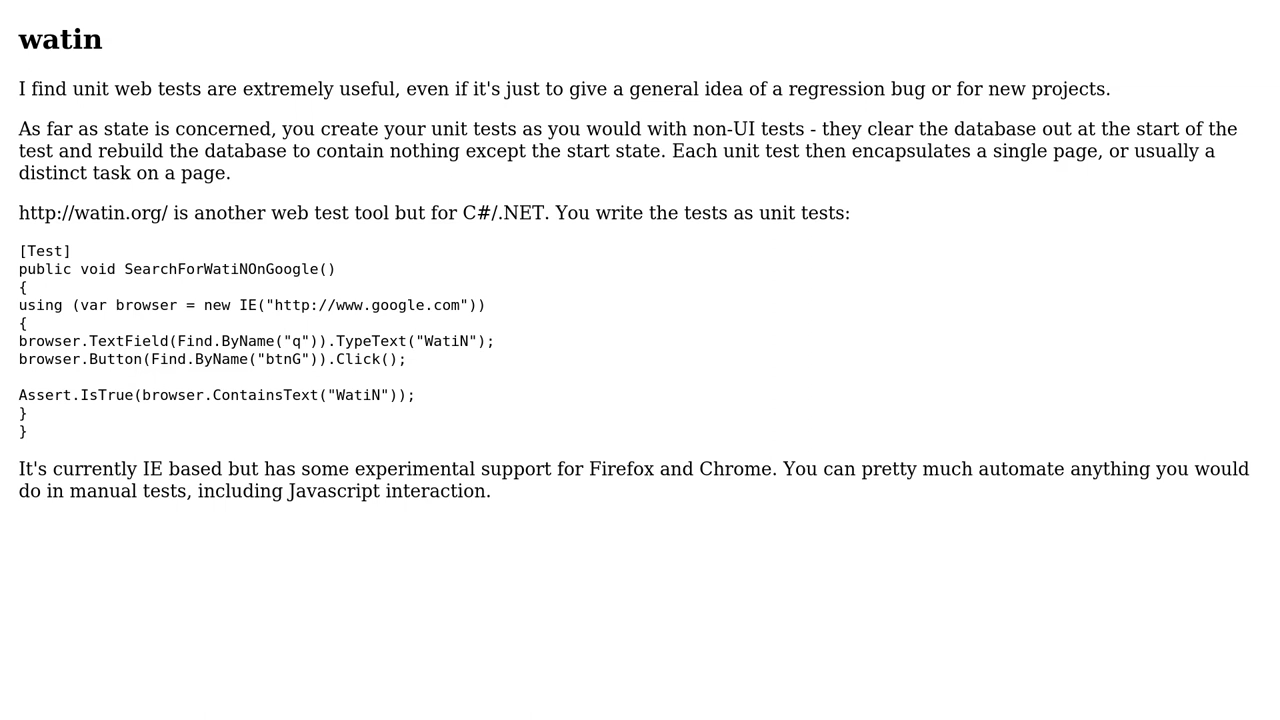 watin
I find unit web tests are extremely useful, even if it's just to give a general idea of a regression bug or for new projects.
As far as state is concerned, you create your unit tests as you would with non-UI tests - they clear the database out at the start of the
test and rebuild the database to contain nothing except the start state. Each unit test then encapsulates a single page, or usually a
distinct task on a page.
http://watin.org/ is another web test tool but for C#/.NET. You write the tests as unit tests:
[Test]
public void SearchForWatiNOnGoogle()
{
using (var browser = new IE("http://www.google.com"))
{
browser.TextField(Find.ByName("q")).TypeText("WatiN");
browser.Button(Find.ByName("btnG")).Click();
Assert.IsTrue(browser.ContainsText("WatiN"));
}
}
It's currently IE based but has some experimental support for Firefox and Chrome. You can pretty much automate anything you would
do in manual tests, including Javascript interaction.